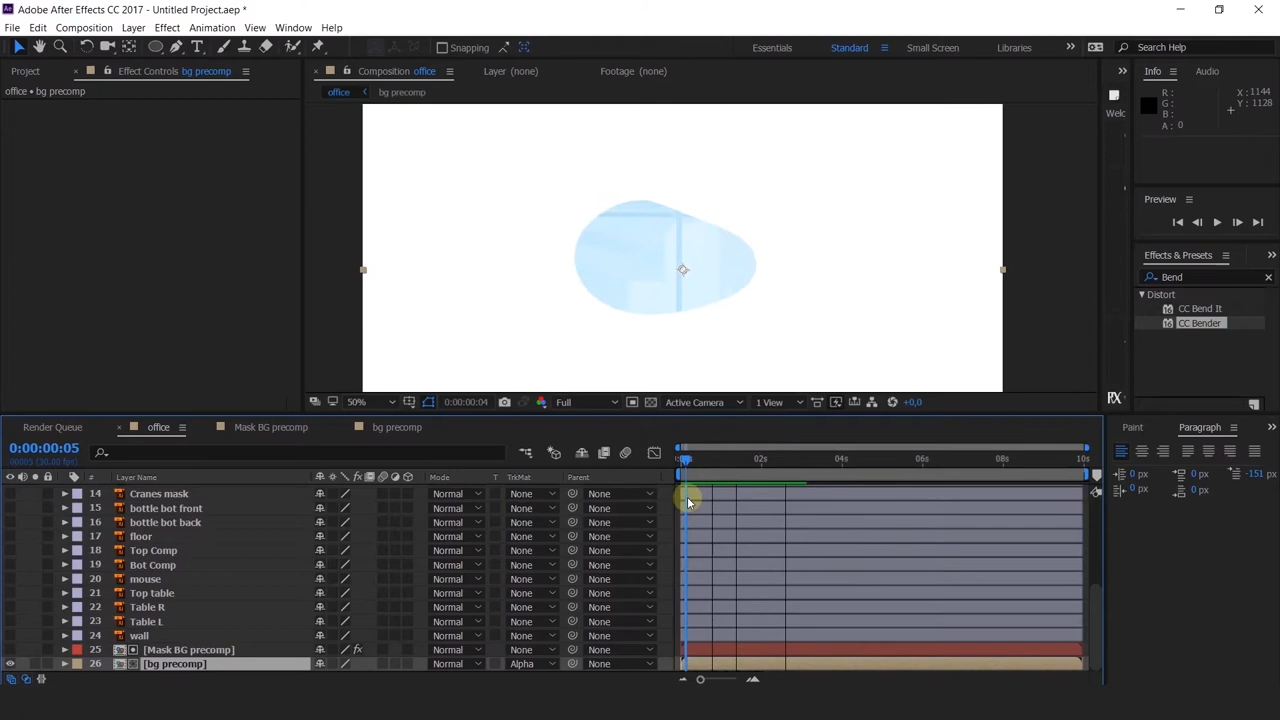 Adobe After Effects CC 2017 - Untitled Project.aep *
File Edit Composition Layer Effect Animation View Window Help
Snapping
Essentials Standard Small Screen Libraries
Search Help
Project
Effect Controls bg precomp
Composition office
Layer (none)
Footage (none)
Info Audio
office • bg precomp
office
bg precomp
R:
G:
B:
A: 0
X: 1144
Y: 1128
Welc
Preview
Effects & Presets
Bend
Distort
CC Bend It
CC Bender
50%
0:00:00:04
Full
Active Camera
1 View
+0,0
Render Queue
office
Mask BG precomp
bg precomp
Paint
Paragraph
0:00:00:05
00005 (30.00 fps)
# Layer Name
Mode T TrkMat Parent
02s 04s 06s 08s 10s
0 px 0 px -151 px
0 px 0 px
14 Cranes mask Normal None None
15 bottle bot front Normal None None
16 bottle bot back Normal None None
17 floor Normal None None
18 Top Comp Normal None None
19 Bot Comp Normal None None
20 mouse Normal None None
21 Top table Normal None None
22 Table R Normal None None
23 Table L Normal None None
24 wall Normal None None
25 [Mask BG precomp] Normal None None
26 [bg precomp] Normal Alpha None